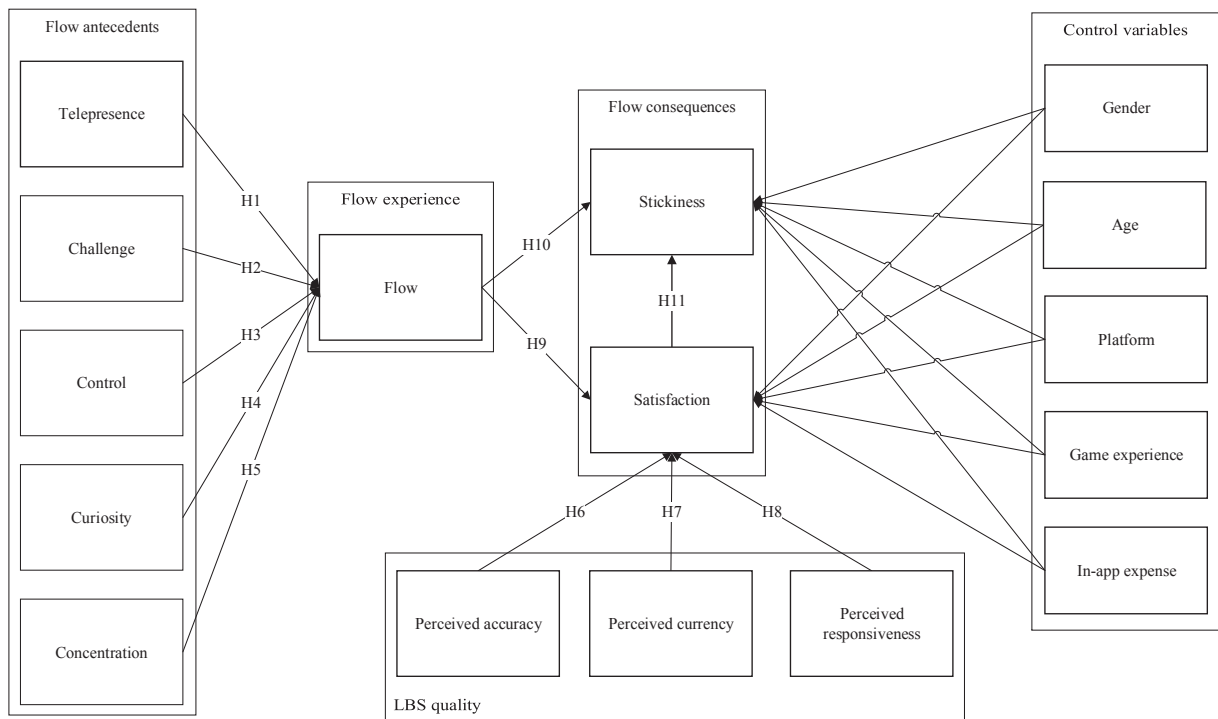 Flow antecedents
Telepresence
Challenge
Control
Curiosity
Concentration
H1
H2
H3
H4
H5
Flow experience
Flow
H10
H9
Flow consequences
Stickiness
H11
Satisfaction
H6
H7
H8
Perceived accuracy
Perceived currency
Perceived
responsiveness
LBS quality
Control variables
Gender
Age
Platform
Game experience
In-app expense